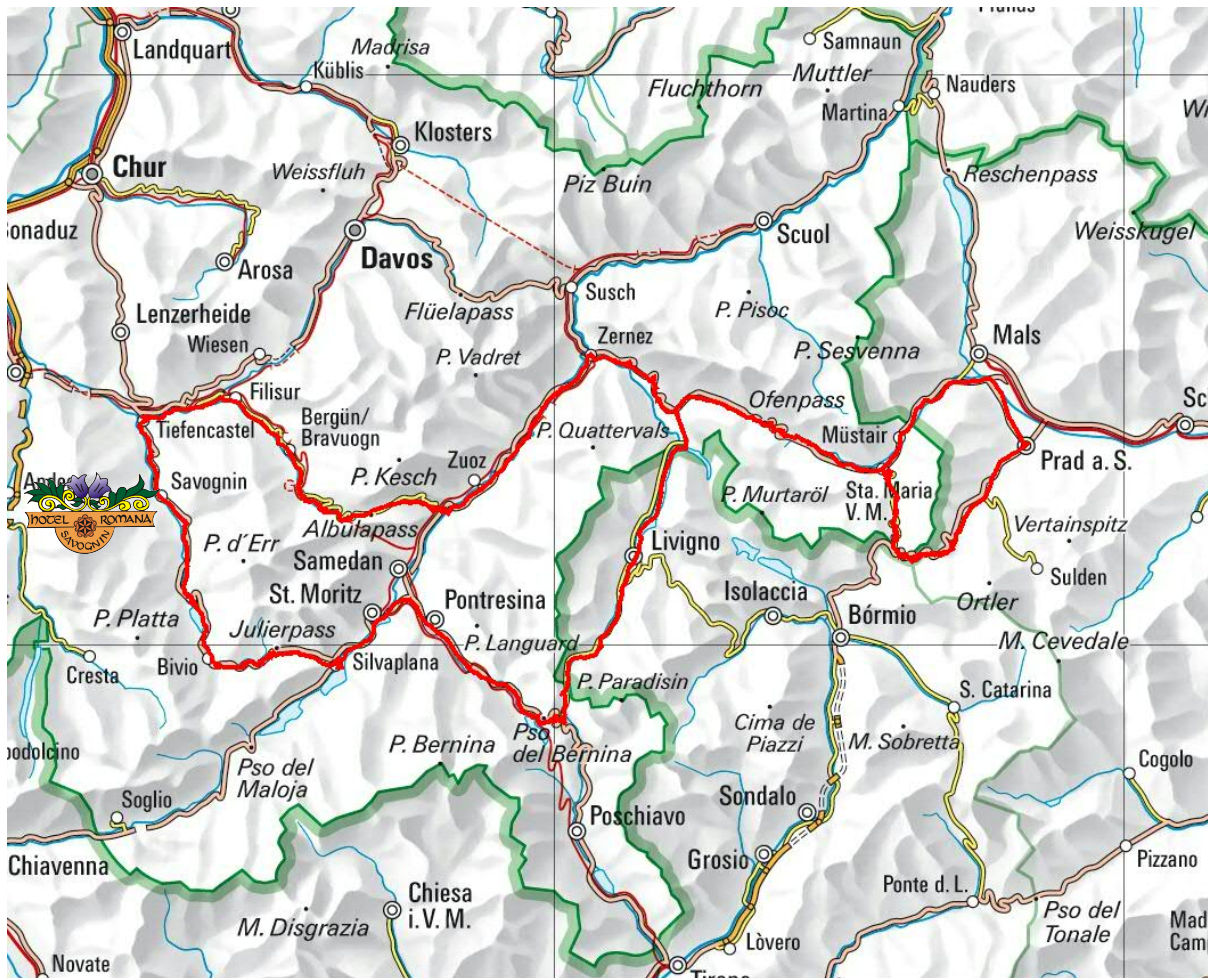 Samnaun
Landquart
Madrisa
Küblis
Muttler
Fluchthorn
Nauders
Martina
Klosters
Chur
Weissfluh
Piz Buin
Reschenpass
Scuol
Weisskugel
Davos
Arosa
Susch
Flüelapass
P. Pisoc
Lenzerheide
Wiesen
Zernez
Mals
P. Vadret
P. Sesvenna
Filisur
Ofenpass
Tiefencastel
Bergün/
Bravuogn
P. Quattervals
Müstair
Prad a. S.
P. Kesch
Zuoz
Savognin
P. Murtaröl
Sta. Maria
V. M.
HOTEL ROMANA
SAVOGNIN
Albulapass
Vertainspitz
P. d'Err
Livigno
Samedan
Sulden
St. Moritz
Pontresina
Isolaccia
Ortler
Bórmio
P. Platta
Julierpass
P. Languard
M. Cevedale
Bivio
Silvaplana
Cresta
P. Paradisin
S. Catarina
Pso
del Bernina
Cima de
Piazzi
M. Sobretta
P. Bernina
Pso del
Maloja
Cogolo
Soglio
Sondalo
Poschiavo
Chiavenna
Grosio
Pizzano
Chiesa
i. V. M.
Ponte d. L.
M. Disgrazia
Pso del
Tonale
Lòvero
Novate